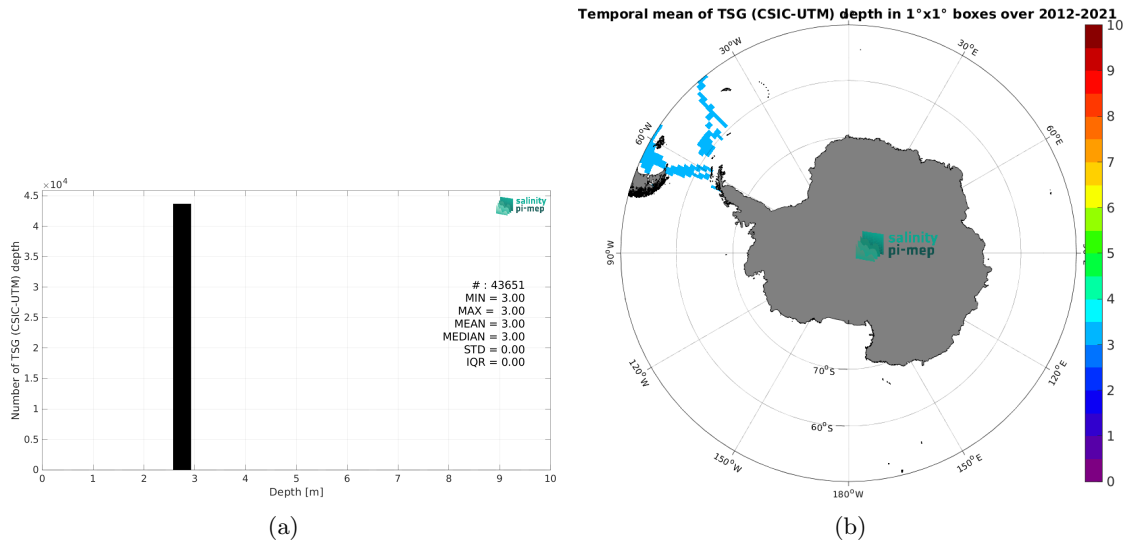 ×10⁴
4.5
4
3.5
3
2.5
2
1.5
1
0.5
0
Number of TSG (CSIC-UTM) depth
salinity
pi-mep
# : 43651
MIN = 3.00
MAX = 3.00
MEAN = 3.00
MEDIAN = 3.00
STD = 0.00
IQR = 0.00
0 1 2 3 4 5 6 7 8 9 10
Depth [m]
(a)
Temporal mean of TSG (CSIC-UTM) depth in 1°x1° boxes over 2012-2021
30°W
30°E
60°W
60°E
90°W
salinity
pi-mep
120°W
120°E
70°S
60°S
150°W
150°E
180°W
10
9
8
7
6
5
4
3
2
1
0
(b)